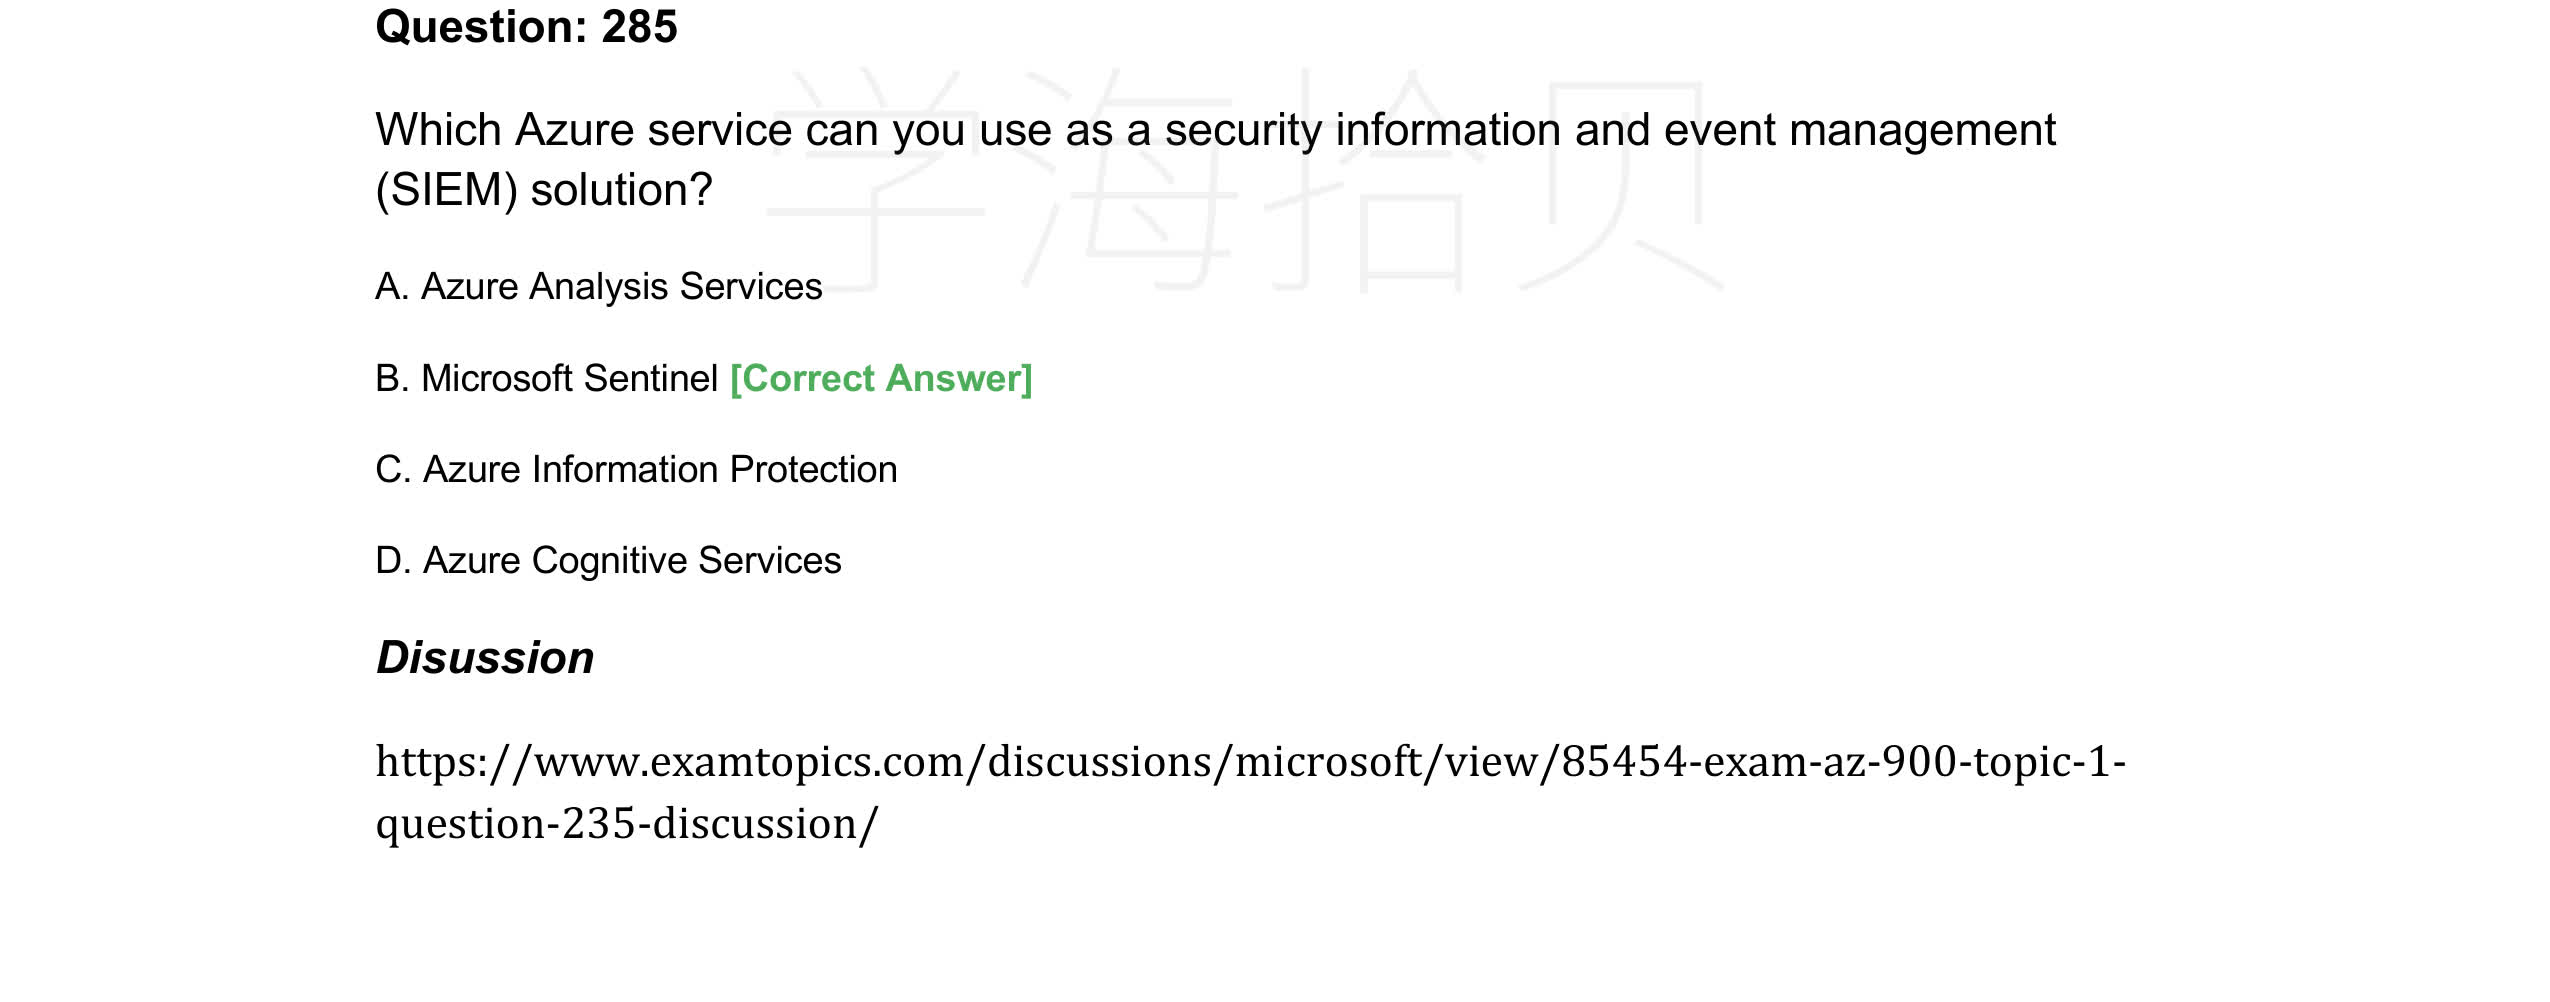 Question: 285
学海拾贝
Which Azure service can you use as a security information and event management
(SIEM) solution?
A. Azure Analysis Services
B. Microsoft Sentinel [Correct Answer]
C. Azure Information Protection
D. Azure Cognitive Services
Disussion
https://www.examtopics.com/discussions/microsoft/view/85454-exam-az-900-topic-1-
question-235-discussion/